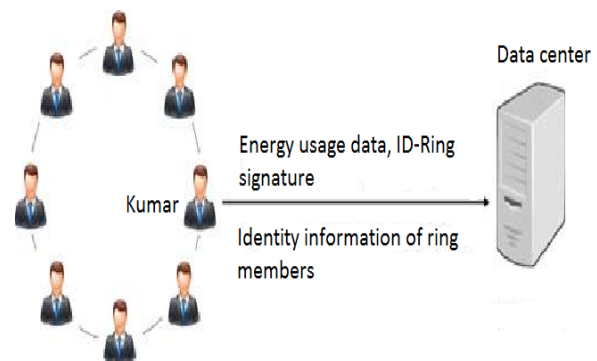 Data center
Energy usage data, ID-Ring
signature
Kumar
Identity information of ring
members